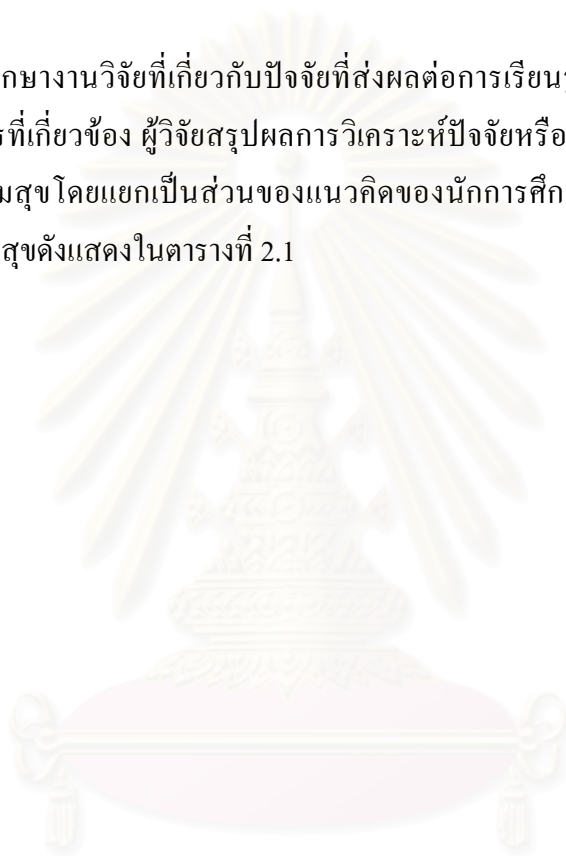 กษางานวิจัยที่เกี่ยวกับปัจจัยที่ส่งผลต่อการเรียน
ที่เกี่ยวข้อง ผู้วิจัยสรุปผลการวิเคราะห์ปัจจัยหรือ
มสุขโดยแยกเป็นส่วนของแนวคิดของนักการศึก
สุขดังแสดงในตารางที่ 2.1